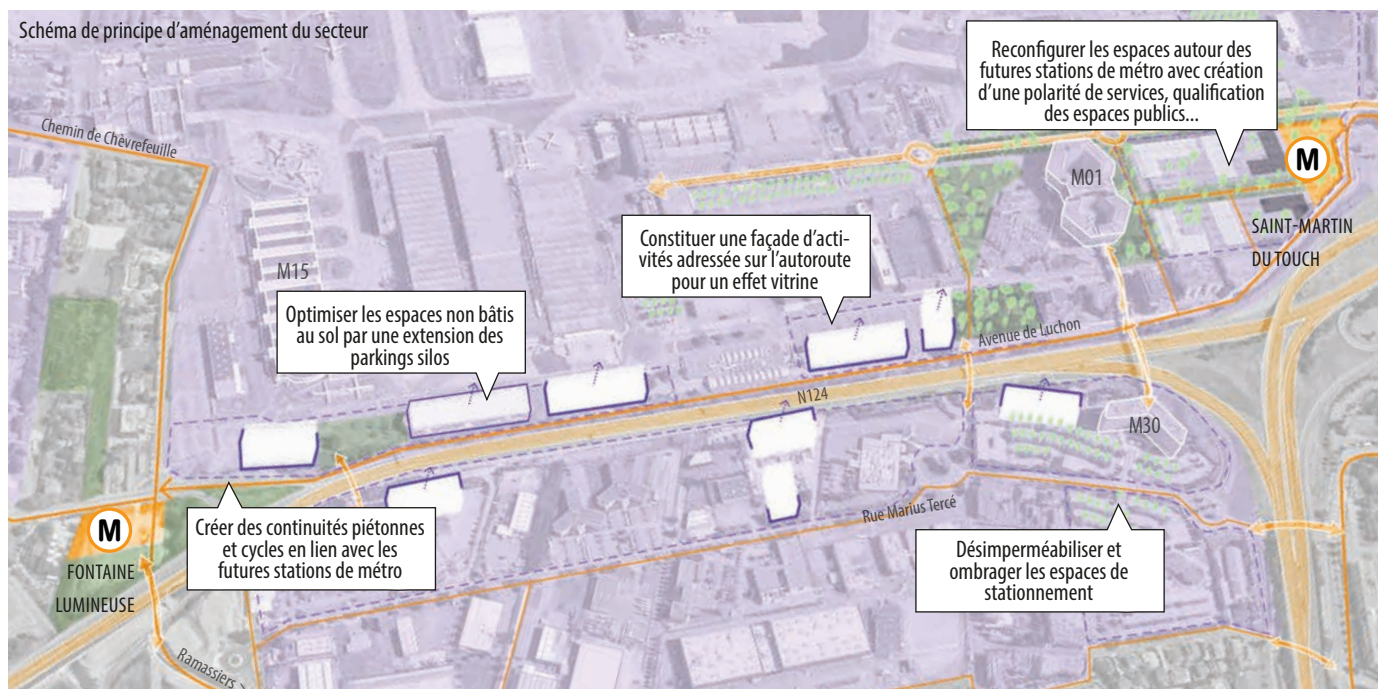 Schéma de principe d'aménagement du secteur
Reconfigurer les espaces autour des
futures stations de métro avec création
d'une polarité de services, qualification
des espaces publics...
Chemin de Chèvrefeuille
M
M01
SAINT-MARTIN
DU TOUCH
Constituer une façade d'acti-
vités adressée sur l'autoroute
pour un effet vitrine
M15
Optimiser les espaces non bâtis
au sol par une extension des
parkings silos
Avenue de Luchon
N124
M30
Rue Marius Tercé
M
FONTAINE
LUMINEUSE
Créer des continuités piétonnes
et cycles en lien avec les
futures stations de métro
Désimperméabiliser et
ombrager les espaces de
stationnement
Ramassiers >